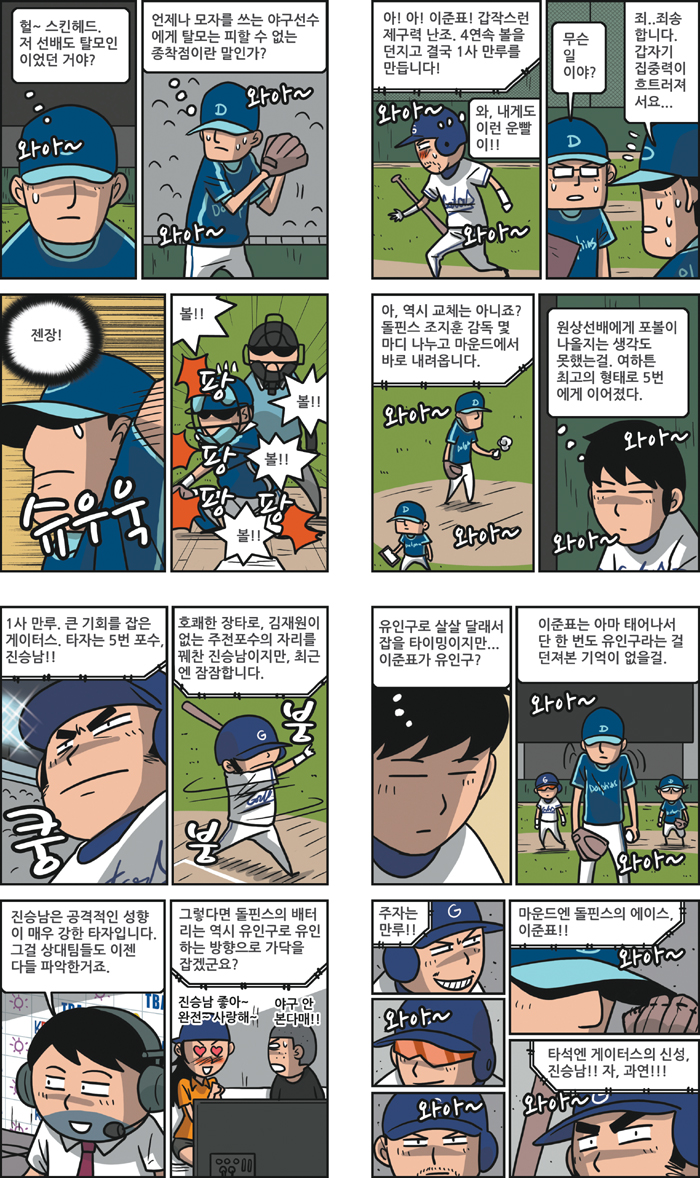 헐~ 스킨헤드.
저 선배도 탈모인
이었던 거야?
와아~
언제나 모자를 쓰는 야구선수
에게 탈모는 피할 수 없는
종착점이란 말인가?
와아~
D
Dolphins
와아~
젠장!
슈우우욱
볼!!
팡
볼!!
팡
볼!!
팡
팡
볼!!
아! 아! 이준표! 갑작스런
제구력 난조. 4연속 볼을
던지고 결국 1사 만루를
만듭니다!
와아~
와, 내게도
이런 운빨
이!!
G
와아~
무슨
일
이야?
D
죄..죄송
합니다.
갑자기
집중력이
흐트러져
서요...
와아~
아, 역시 교체는 아니죠?
돌핀스 조지훈 감독 몇
마디 나누고 마운드에서
바로 내려옵니다.
와아~
D
D
와아~
원상선배에게 포볼이
나올지는 생각도
못했는걸. 여하튼
최고의 형태로 5번
에게 이어졌다.
와아~
와아~
1사 만루. 큰 기회를 잡은
게이터스. 타자는 5번 포수,
진승남!!
쿵
호쾌한 장타로, 김재원이
없는 주전포수의 자리를
꿰찬 진승남이지만, 최근
엔 잠잠합니다.
붕
G
붕
진승남은 공격적인 성향
이 매우 강한 타자입니다.
그걸 상대팀들도 이젠
다들 파악한거죠.
그렇다면 돌핀스의 배터
리는 역시 유인구로 유인
하는 방향으로 가닥을
잡겠군요?
진승남 좋아~
완전~사랑해~
야구 안
본다매!!
유인구로 살살 달래서
잡을 타이밍이지만...
이준표가 유인구?
이준표는 아마 태어나서
단 한 번도 유인구라는 걸
던져본 기억이 없을걸.
와아~
D
Dolphins
G
와아~
주자는
만루!!
G
와아~
와아~
마운드엔 돌핀스의 에이스,
이준표!!
와아~
타석엔 게이터스의 신성,
진승남!! 자, 과연!!!
와아~